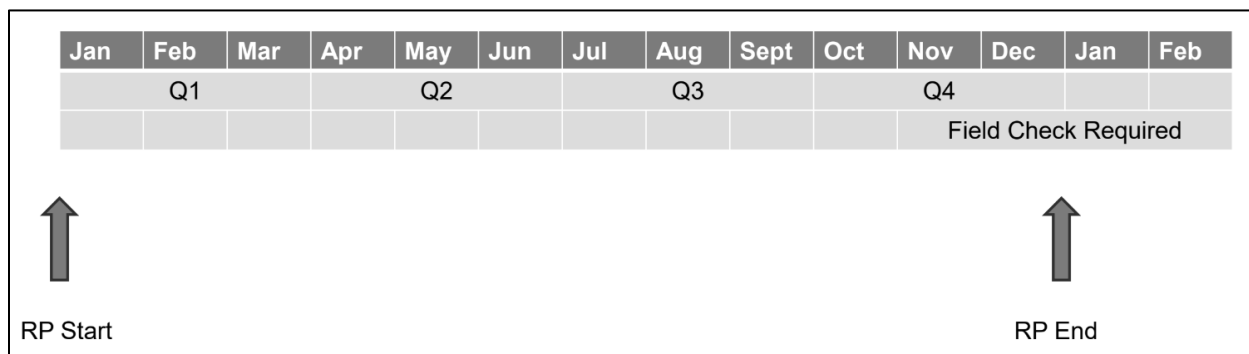 Jan Feb Mar Apr May Jun Jul Aug Sept Oct Nov Dec Jan Feb
Q1 Q2 Q3 Q4
Field Check Required
RP Start RP End